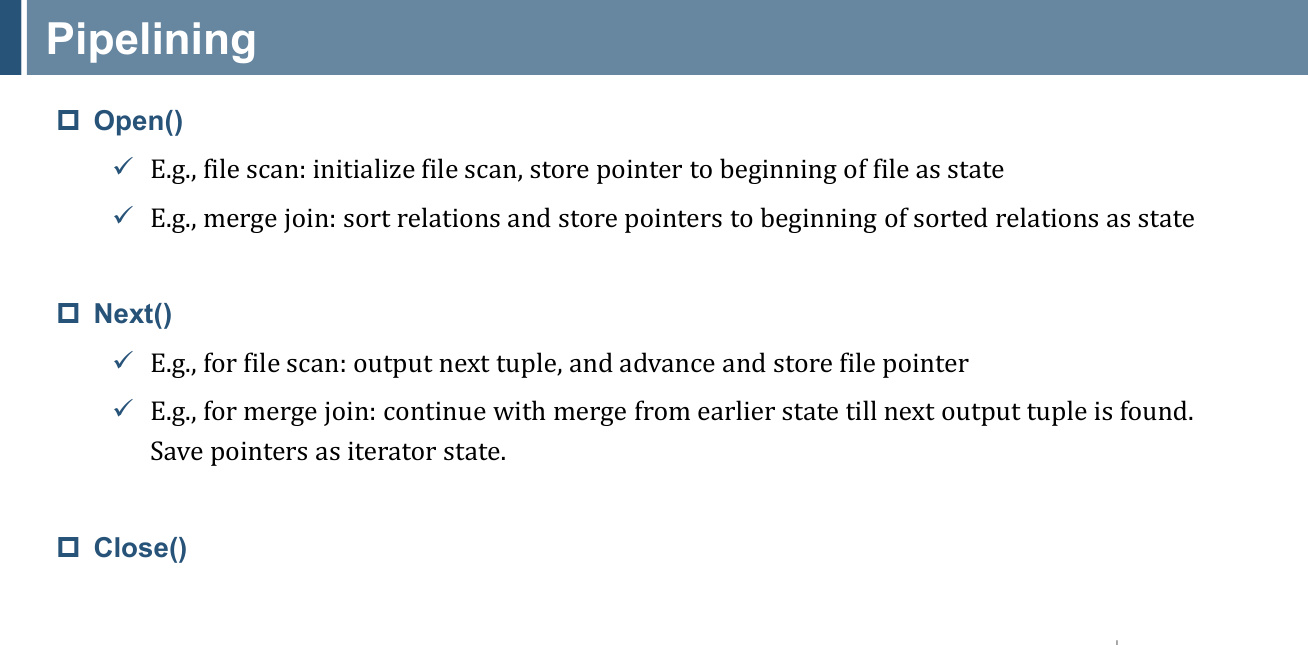 Pipelining
Open()
E.g., file scan: initialize file scan, store pointer to beginning of file as state
E.g., merge join: sort relations and store pointers to beginning of sorted relations as state
Next()
E.g., for file scan: output next tuple, and advance and store file pointer
E.g., for merge join: continue with merge from earlier state till next output tuple is found.
Save pointers as iterator state.
Close()